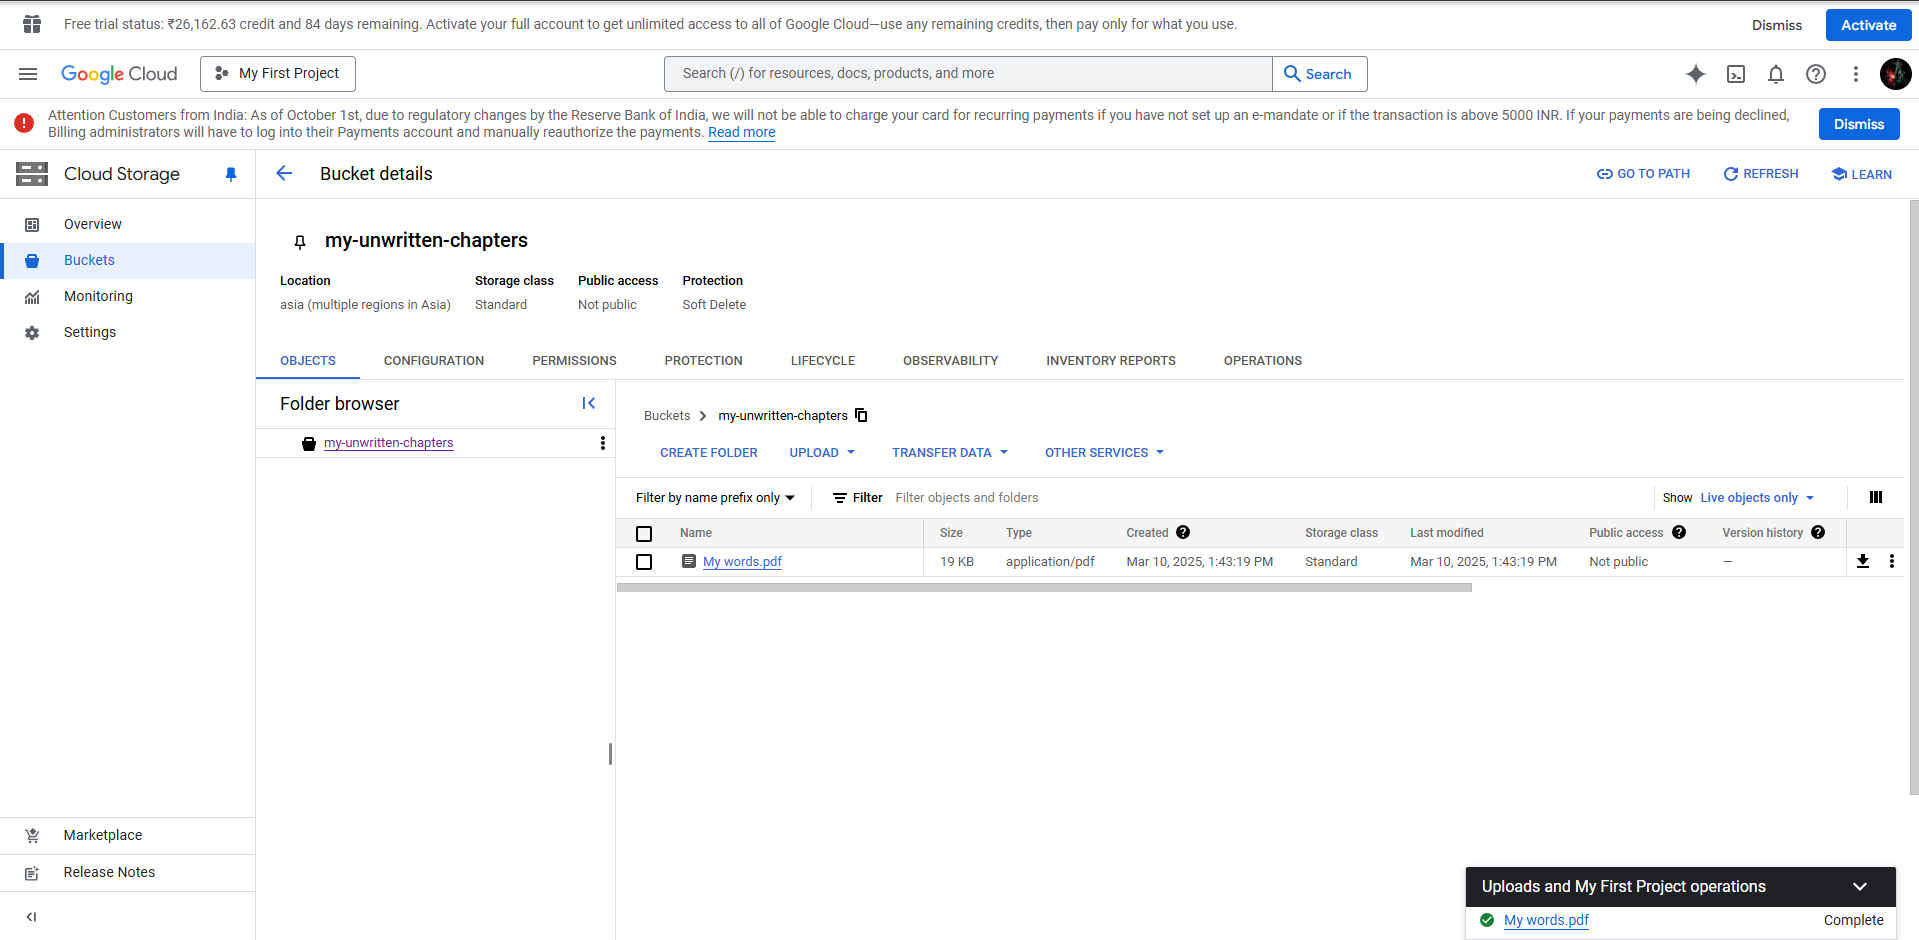 Free trial status: ₹26,162.63 credit and 84 days remaining. Activate your full account to get unlimited access to all of Google Cloud—use any remaining credits, then pay only for what you use.
Dismiss
Activate
Google Cloud
My First Project
Search (/) for resources, docs, products, and more
Search
Attention Customers from India: As of October 1st, due to regulatory changes by the Reserve Bank of India, we will not be able to charge your card for recurring payments if you have not set up an e-mandate or if the transaction is above 5000 INR. If your payments are being declined,
Billing administrators will have to log into their Payments account and manually reauthorize the payments. Read more
Dismiss
Cloud Storage
Overview
Buckets
Monitoring
Settings
Marketplace
Release Notes
Bucket details
GO TO PATH
REFRESH
LEARN
my-unwritten-chapters
Location Storage class Public access Protection
asia (multiple regions in Asia) Standard Not public Soft Delete
OBJECTS CONFIGURATION PERMISSIONS PROTECTION LIFECYCLE OBSERVABILITY INVENTORY REPORTS OPERATIONS
Folder browser
my-unwritten-chapters
Buckets > my-unwritten-chapters
CREATE FOLDER UPLOAD TRANSFER DATA OTHER SERVICES
Filter by name prefix only Filter Filter objects and folders Show Live objects only
Name Size Type Created Storage class Last modified Public access Version history
My words.pdf 19 KB application/pdf Mar 10, 2025, 1:43:19 PM Standard Mar 10, 2025, 1:43:19 PM Not public —
Uploads and My First Project operations
My words.pdf Complete